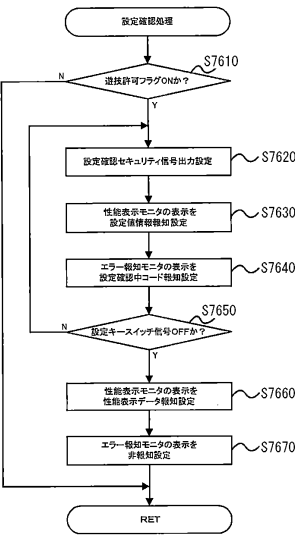 設定確認処理
S7610
遊技許可フラグONか？
N
Y
設定確認セキュリティ信号出力設定
S7620
性能表示モニタの表示を
設定値情報報知設定
S7630
エラー報知モニタの表示を
設定確認中コード報知設定
S7640
S7650
N
設定キースイッチ信号OFFか？
Y
性能表示モニタの表示を
性能表示データ報知設定
S7660
エラー報知モニタの表示を
非報知設定
S7670
RET